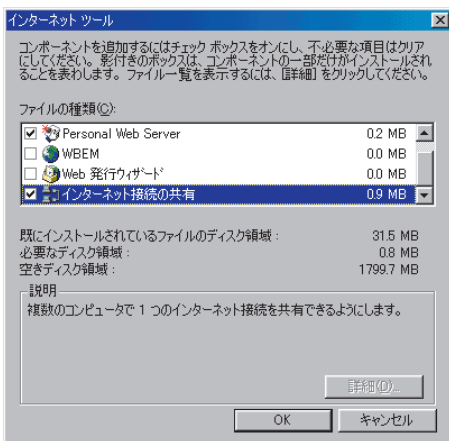 インターネット ツール
コンポーネントを追加するにはチェック ボックスをオンにし、不必要な項目はクリア
にしてください。影付きのボックスは、コンポーネントの一部だけがインストールされ
ることを表わします。ファイル一覧を表示するには、[詳細] をクリックしてください。
ファイルの種類(C):
Personal Web Server 0.2 MB
WBEM 0.0 MB
Web 発行ウィザード 0.0 MB
インターネット接続の共有 0.9 MB
既にインストールされているファイルのディスク領域 : 31.5 MB
必要なディスク領域 : 0.8 MB
空きディスク領域 : 1799.7 MB
説明
複数のコンピュータで 1 つのインターネット接続を共有できるようにします。
詳細(D)...
OK キャンセル